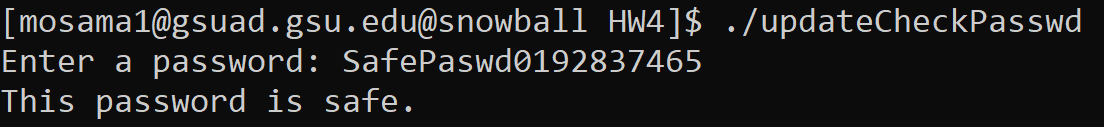 [mosama1@gsuad.gsu.edu@snowball HW4]$ ./updateCheckPasswd
Enter a password: SafePaswd0192837465
This password is safe.